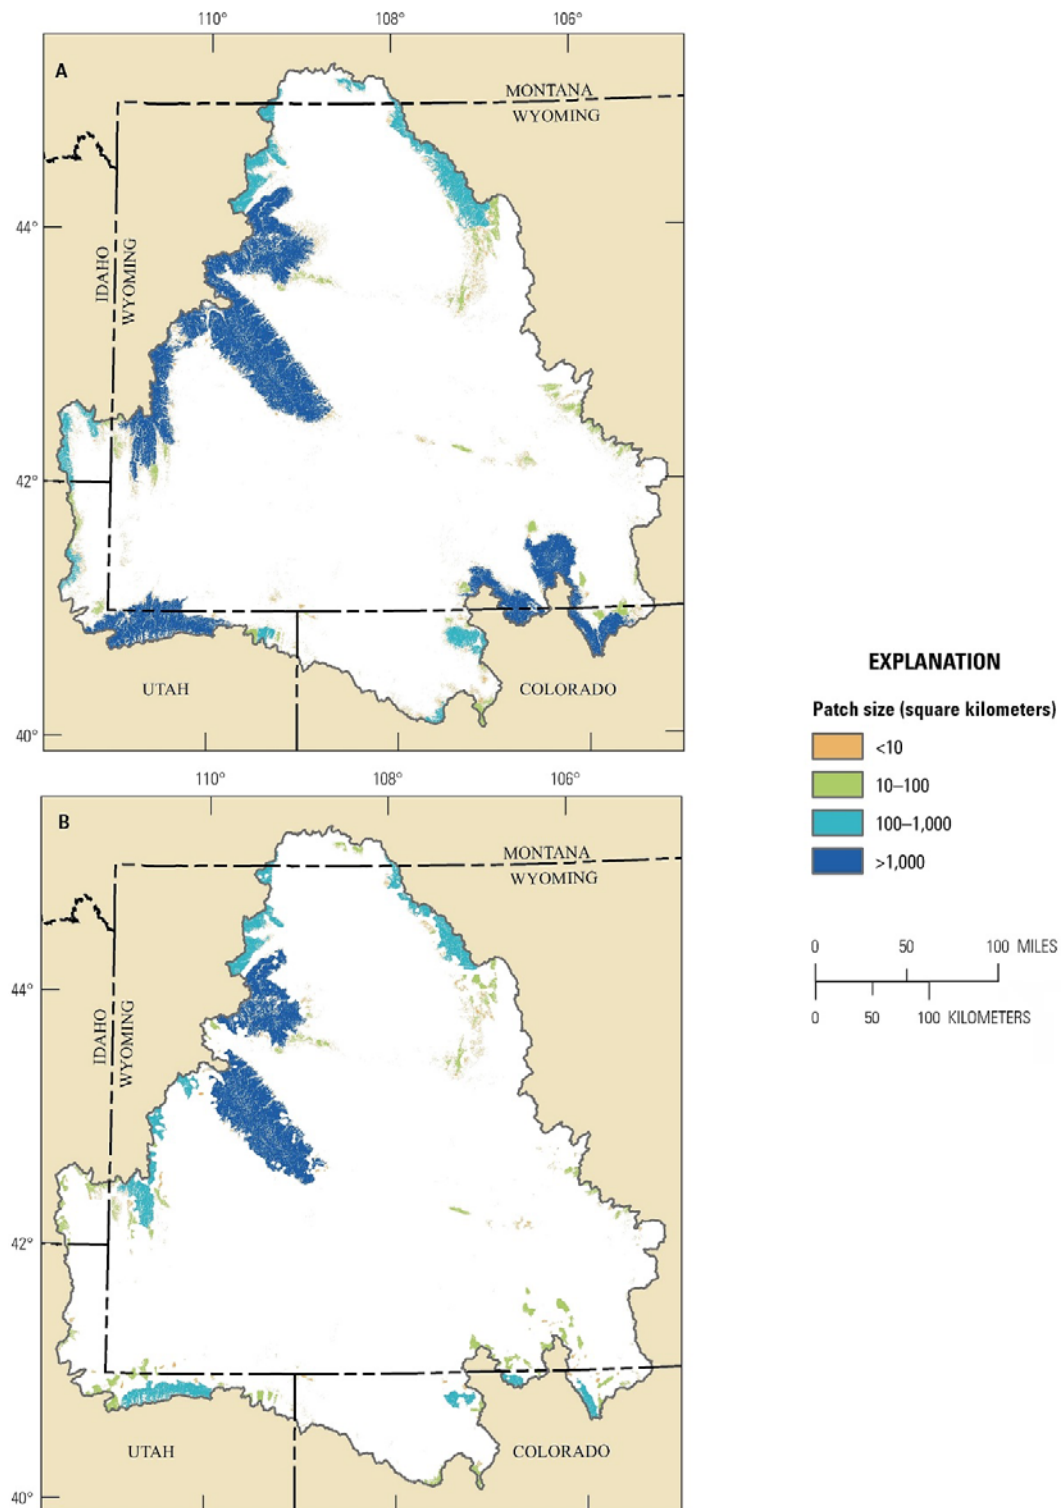 110°
108°
106°
A
MONTANA
WYOMING
44°
IDAHO
WYOMING
42°
UTAH
COLORADO
40°
EXPLANATION
Patch size (square kilometers)
<10
10–100
100–1,000
>1,000
0 50 100 MILES
0 50 100 KILOMETERS
110°
108°
106°
B
MONTANA
WYOMING
44°
IDAHO
WYOMING
42°
UTAH
COLORADO
40°